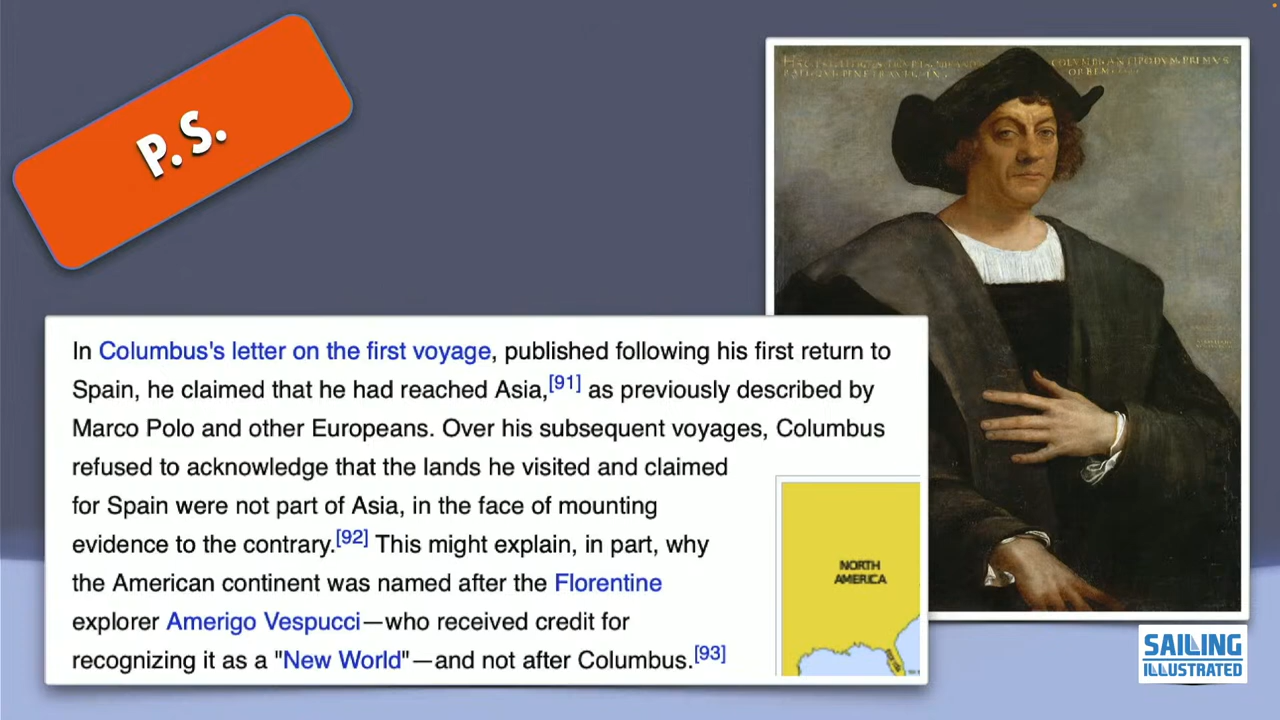 P. S.
In Columbus's letter on the first voyage, published following his first return to
Spain, he claimed that he had reached Asia,[91] as previously described by
Marco Polo and other Europeans. Over his subsequent voyages, Columbus
refused to acknowledge that the lands he visited and claimed
for Spain were not part of Asia, in the face of mounting
evidence to the contrary.[92] This might explain, in part, why
the American continent was named after the Florentine
explorer Amerigo Vespucci—who received credit for
recognizing it as a "New World"—and not after Columbus.[93]
NORTH
AMERICA
SAILING
ILLUSTRATED